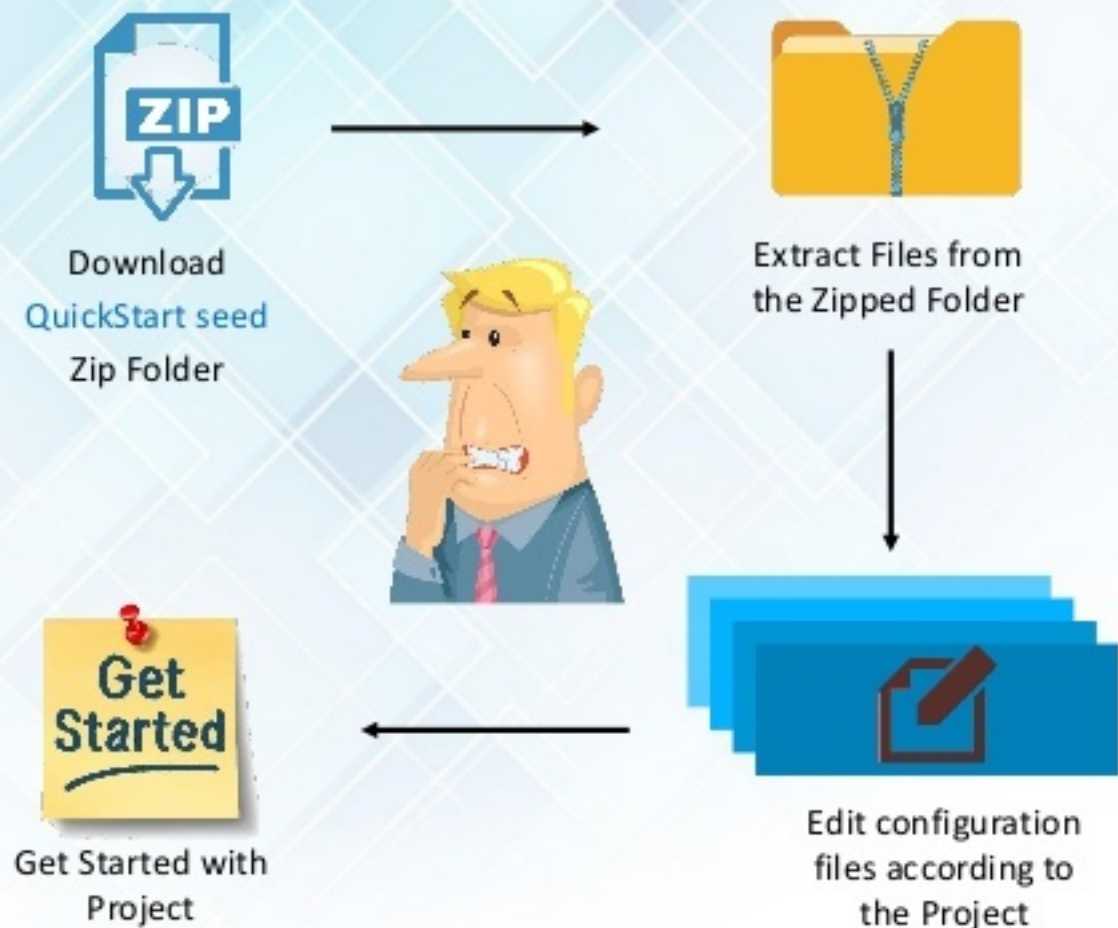 ZIP
Download
QuickStart seed
Zip Folder
Extract Files from
the Zipped Folder
Edit configuration
files according to
the Project
Get
Started
Get Started with
Project